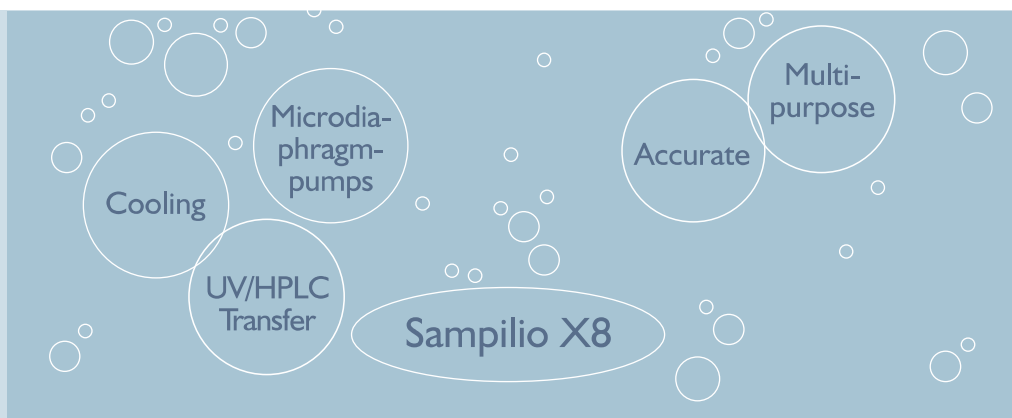 Multi-
purpose
Microdia-
phragm-
pumps
Accurate
Cooling
UV/HPLC
Transfer
Sampilio X8